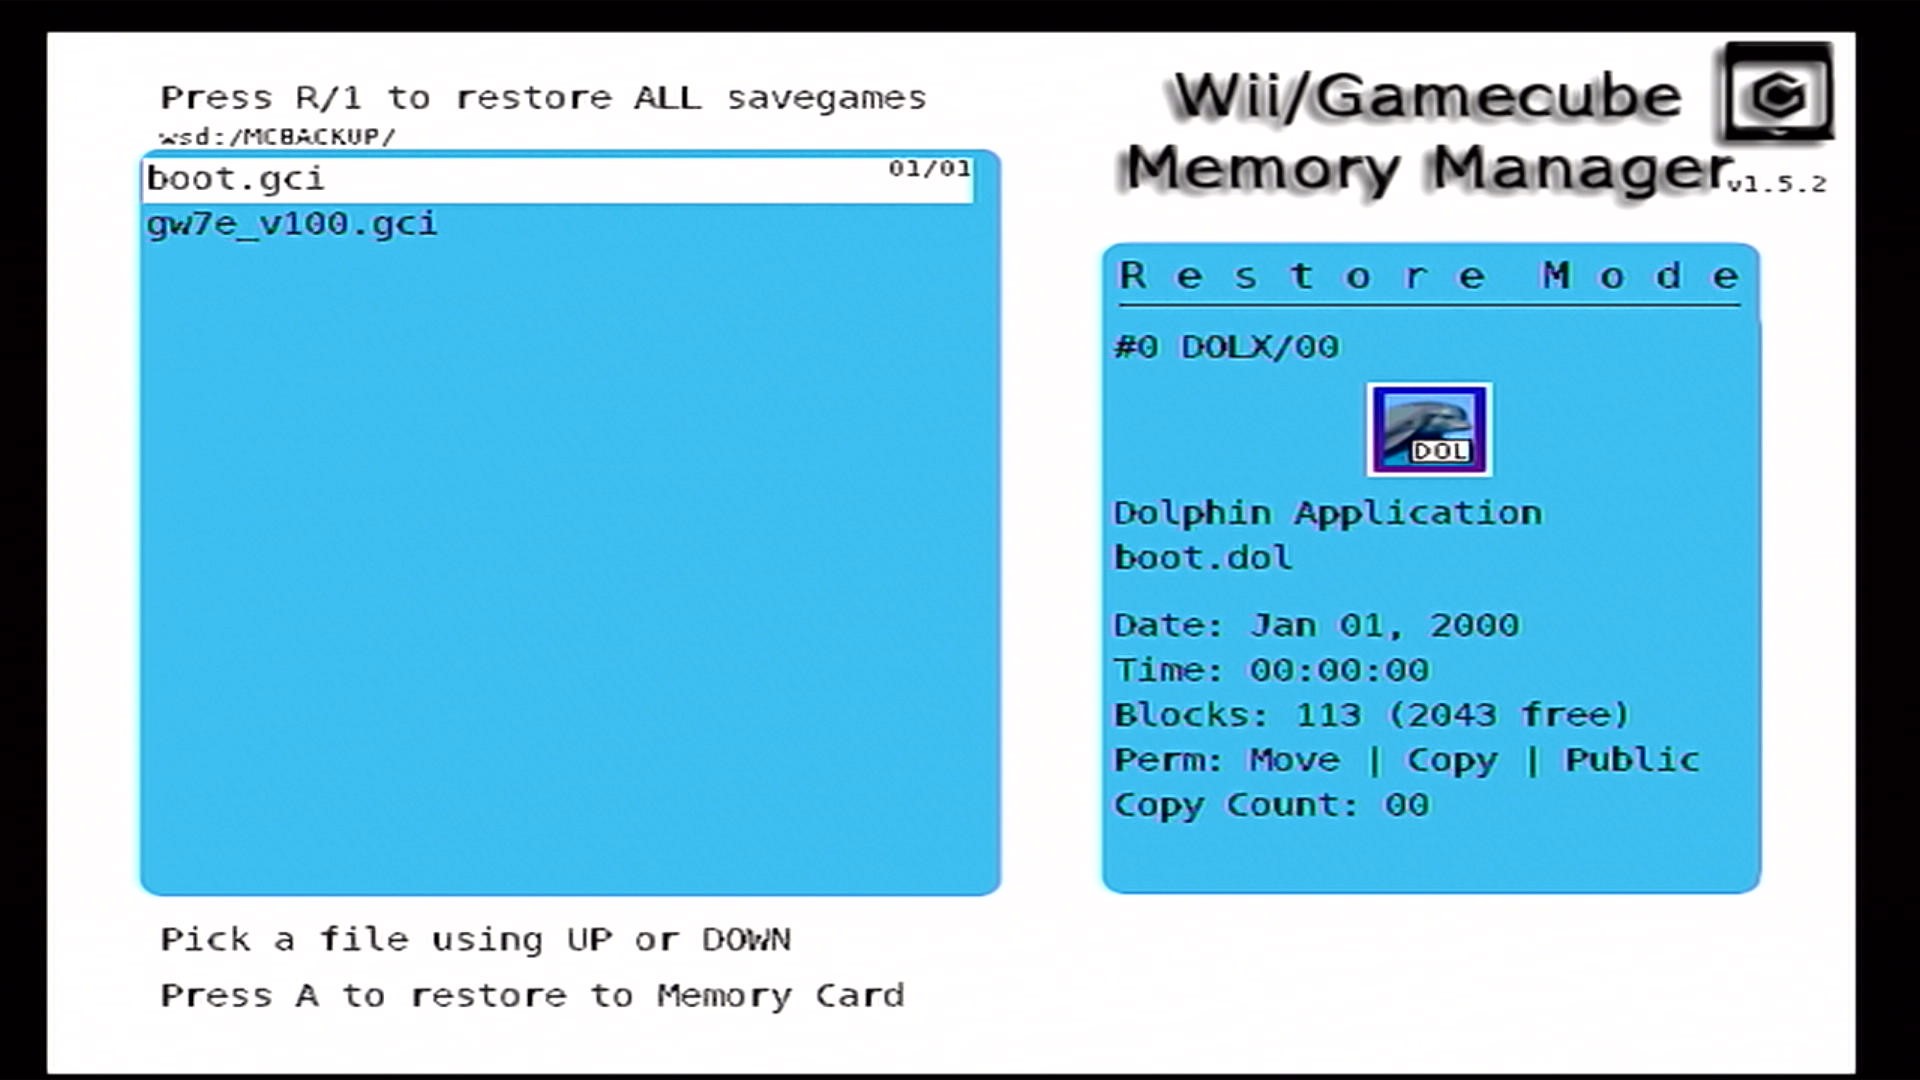 Press R/1 to restore ALL savegames
wsd:/MCBACKUP/
boot.gci 01/01
gw7e_v100.gci
Pick a file using UP or DOWN
Press A to restore to Memory Card
Wii/Gamecube
Memory Manager v1.5.2
Restore Mode
#0 DOLX/00
DOL
Dolphin Application
boot.dol
Date: Jan 01, 2000
Time: 00:00:00
Blocks: 113 (2043 free)
Perm: Move | Copy | Public
Copy Count: 00